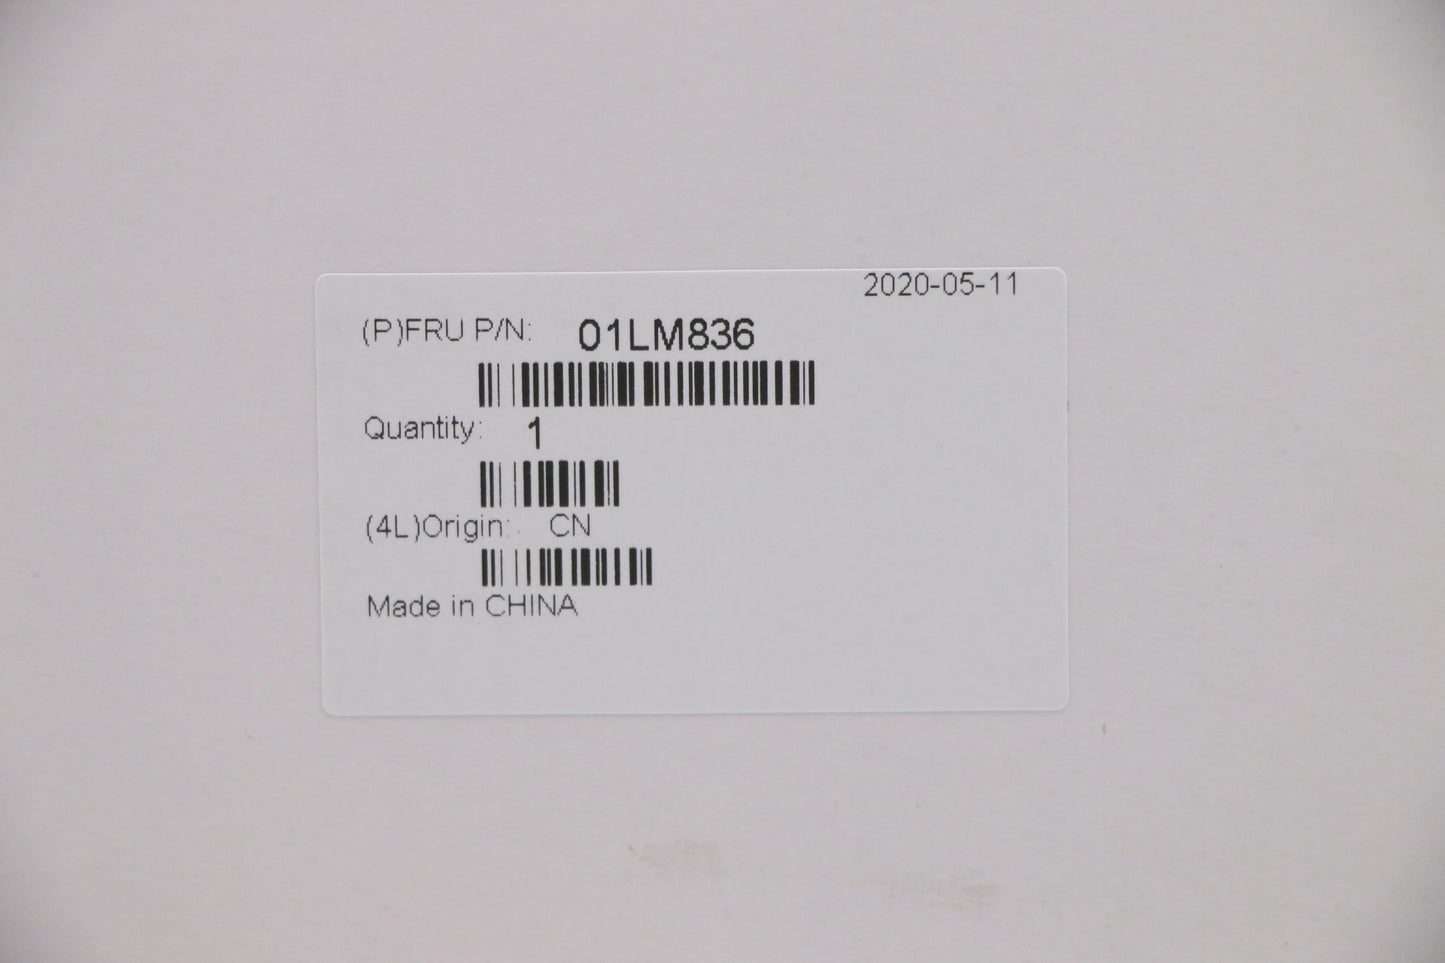 2020-05-11
(P)FRU P/N: 01LM836
Quantity: 1
(4L)Origin: CN
Made in CHINA